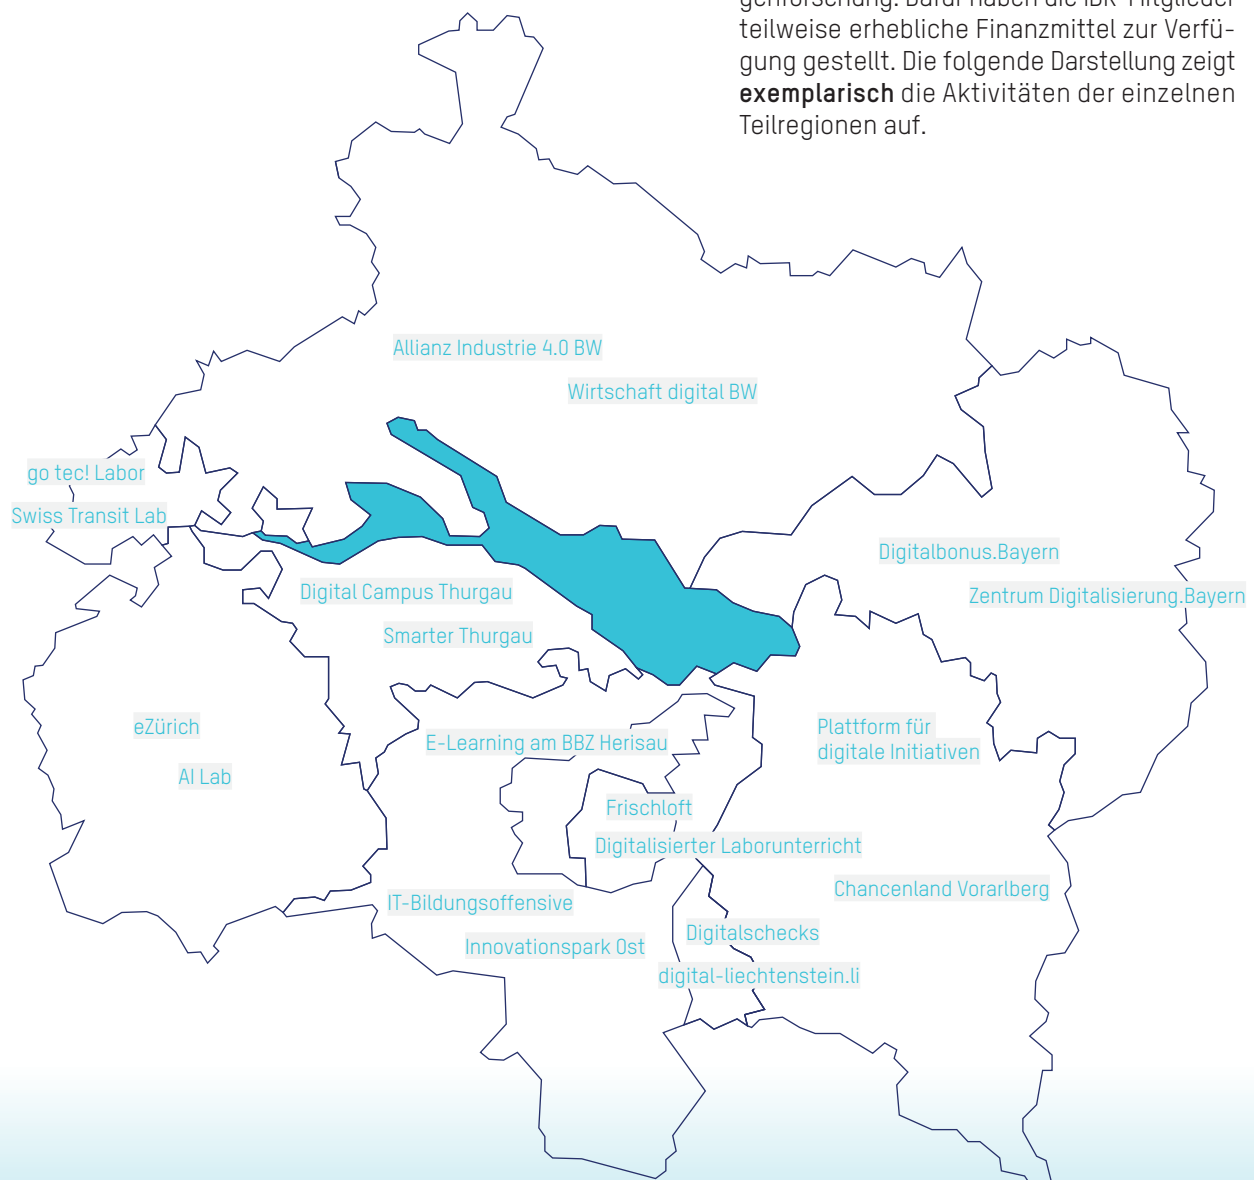 teilweise erhebliche Finanzmittel zur Verfü-
gung gestellt. Die folgende Darstellung zeigt
exemplarisch die Aktivitäten der einzelnen
Teilregionen auf.
Allianz Industrie 4.0 BW
Wirtschaft digital BW
go tec! Labor
Swiss Transit Lab
Digitalbonus.Bayern
Zentrum Digitalisierung.Bayern
Digital Campus Thurgau
Smarter Thurgau
eZürich
AI Lab
E-Learning am BBZ Herisau
Plattform für
digitale Initiativen
Frischloft
Digitalisierter Laborunterricht
Chancenland Vorarlberg
IT-Bildungsoffensive
Innovationspark Ost
Digitalschecks
digital-liechtenstein.li